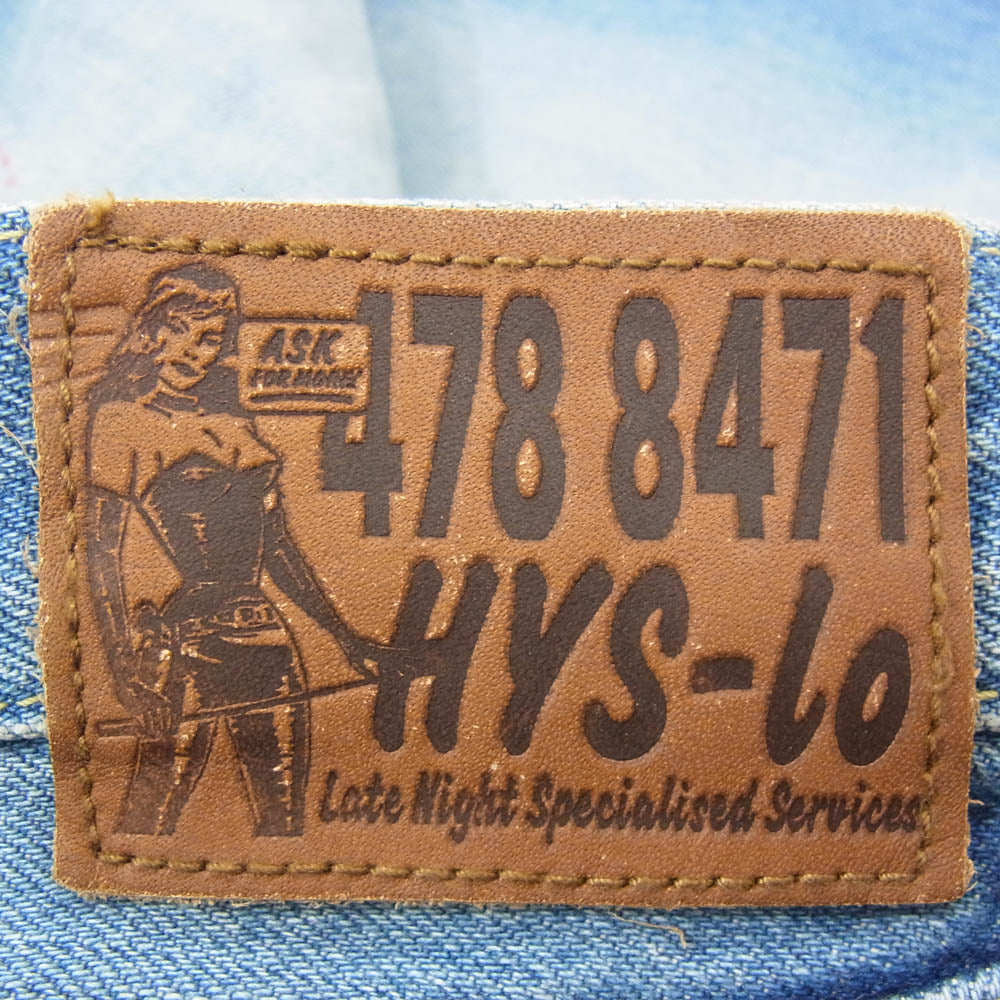 ASK
FOR MORE!
478 8471
HYS-lo
Late Night Specialised Services